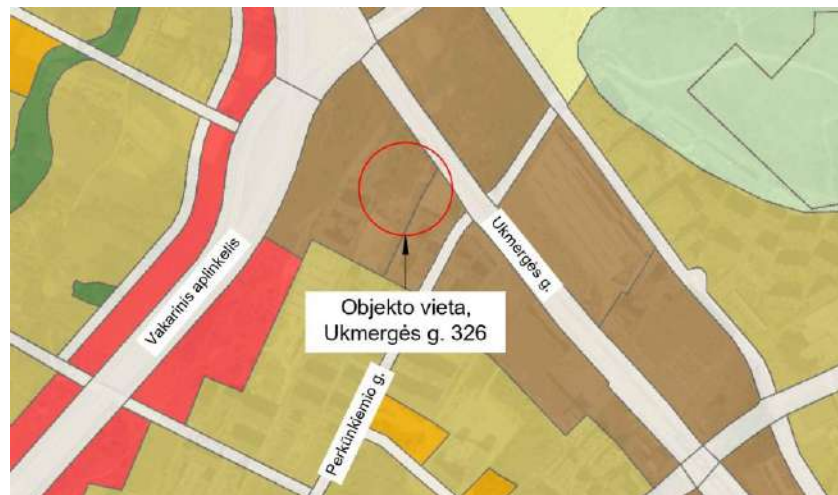 Vakarinis aplinkelis
Ukmergės g.
Objekto vieta,
Ukmergės g. 326
Perkūnkiemio g.